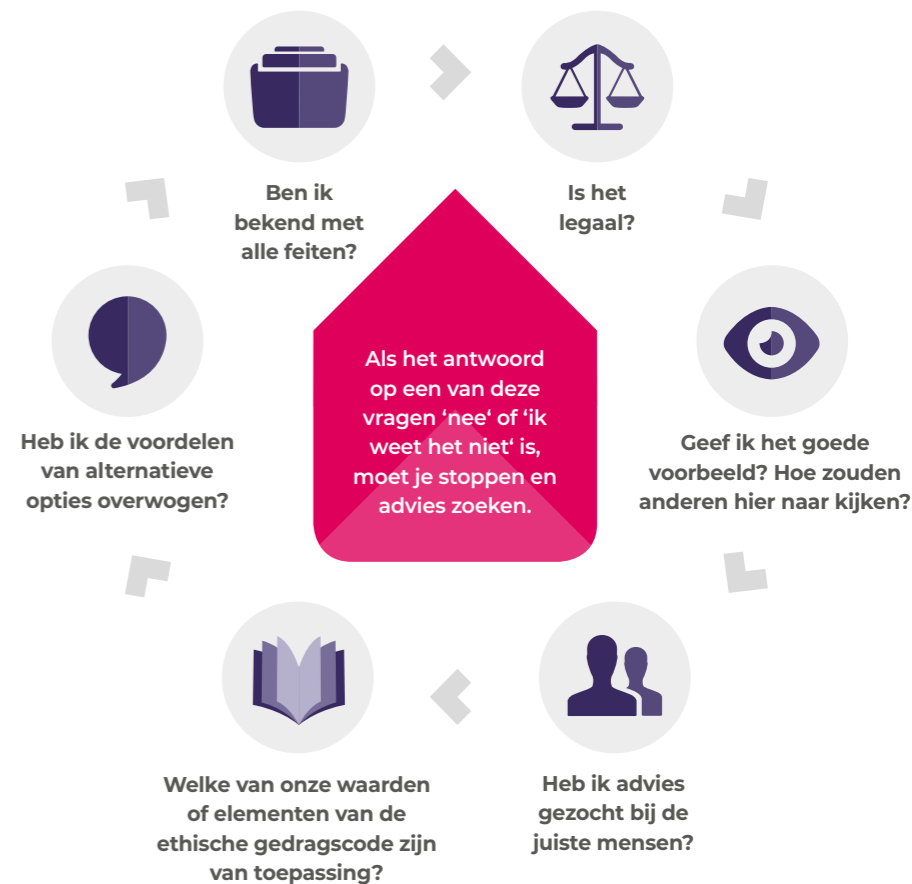 Ben ik
bekend met
alle feiten?
Is het
legaal?
Geef ik het goede
voorbeeld? Hoe zouden
anderen hier naar kijken?
Heb ik advies
gezocht bij de
juiste mensen?
Welke van onze waarden
of elementen van de
ethische gedragscode zijn
van toepassing?
Heb ik de voordelen
van alternatieve
opties overwogen?
Als het antwoord
op een van deze
vragen ‘nee‘ of ‘ik
weet het niet‘ is,
moet je stoppen en
advies zoeken.